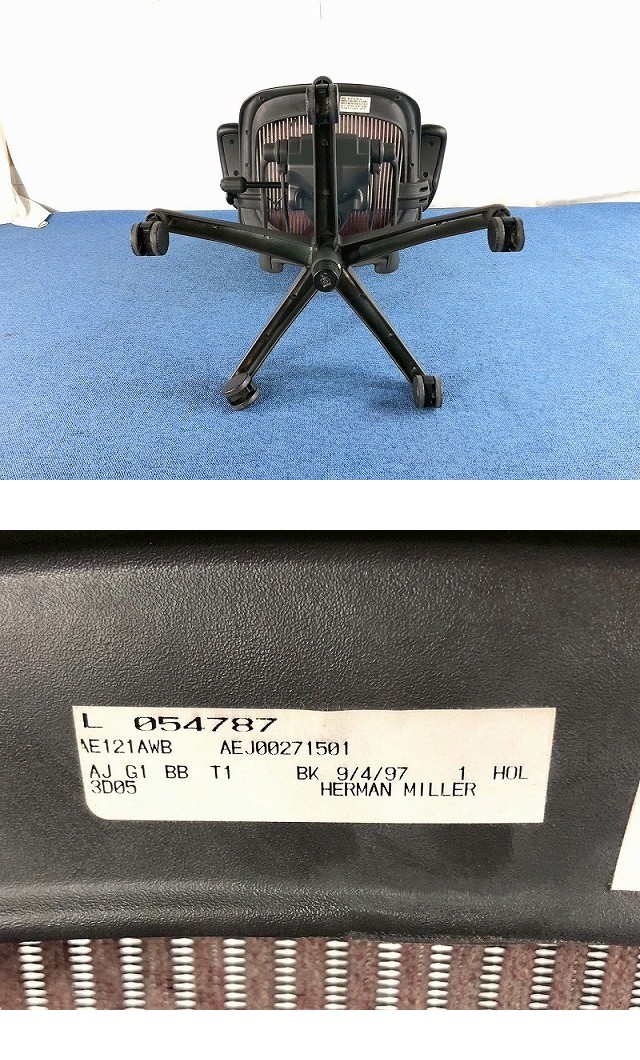 L 054787
AE121AWB AEJ00271501
AJ G1 BB T1 BK 9/4/97 1 HOL
3D05 HERMAN MILLER